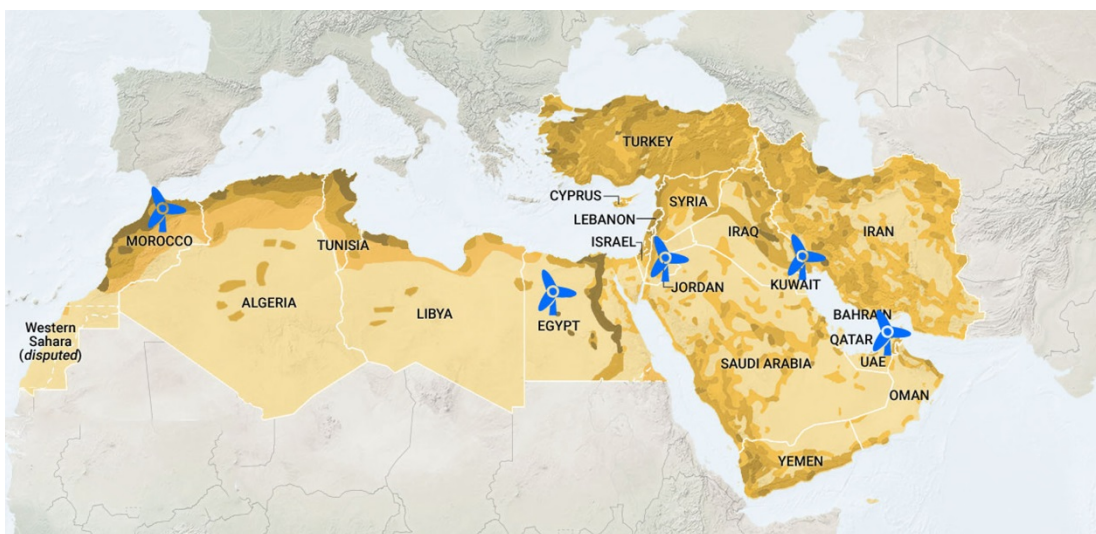 TURKEY
CYPRUS
SYRIA
LEBANON
IRAQ
IRAN
MOROCCO
TUNISIA
ISRAEL
ALGERIA
LIBYA
EGYPT
JORDAN
KUWAIT
BAHRAIN
Western
Sahara
(disputed)
QATAR
SAUDI ARABIA
UAE
OMAN
YEMEN